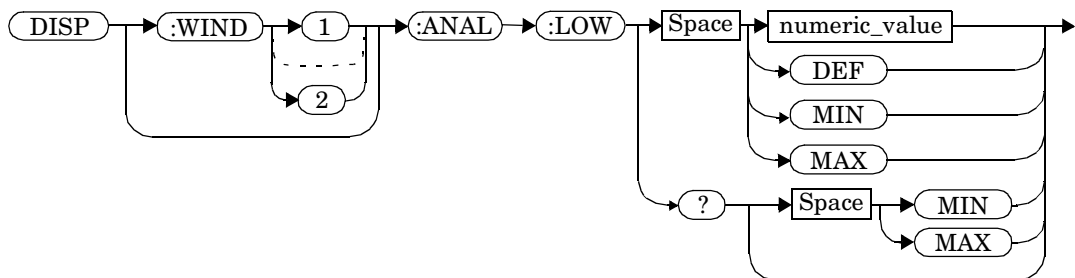 DISP :WIND 1 :ANAL :LOW Space numeric_value
DEF
2
MIN
MAX
? Space MIN
MAX